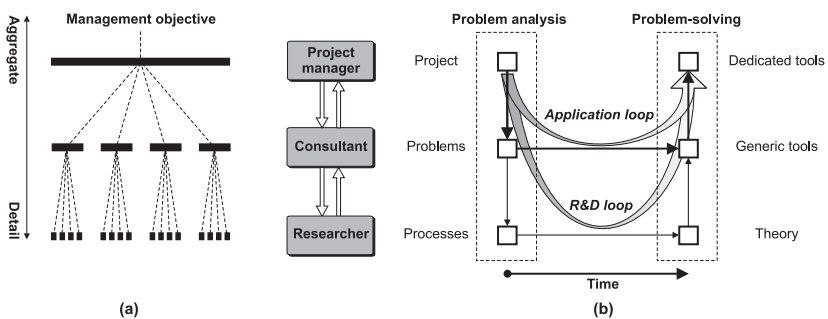 Aggregate
Detail
Management objective
(a)
Project
manager
Consultant
Researcher
Problem analysis
Problem-solving
Project
Dedicated tools
Application loop
Problems
Generic tools
R&D loop
Processes
Theory
Time
(b)